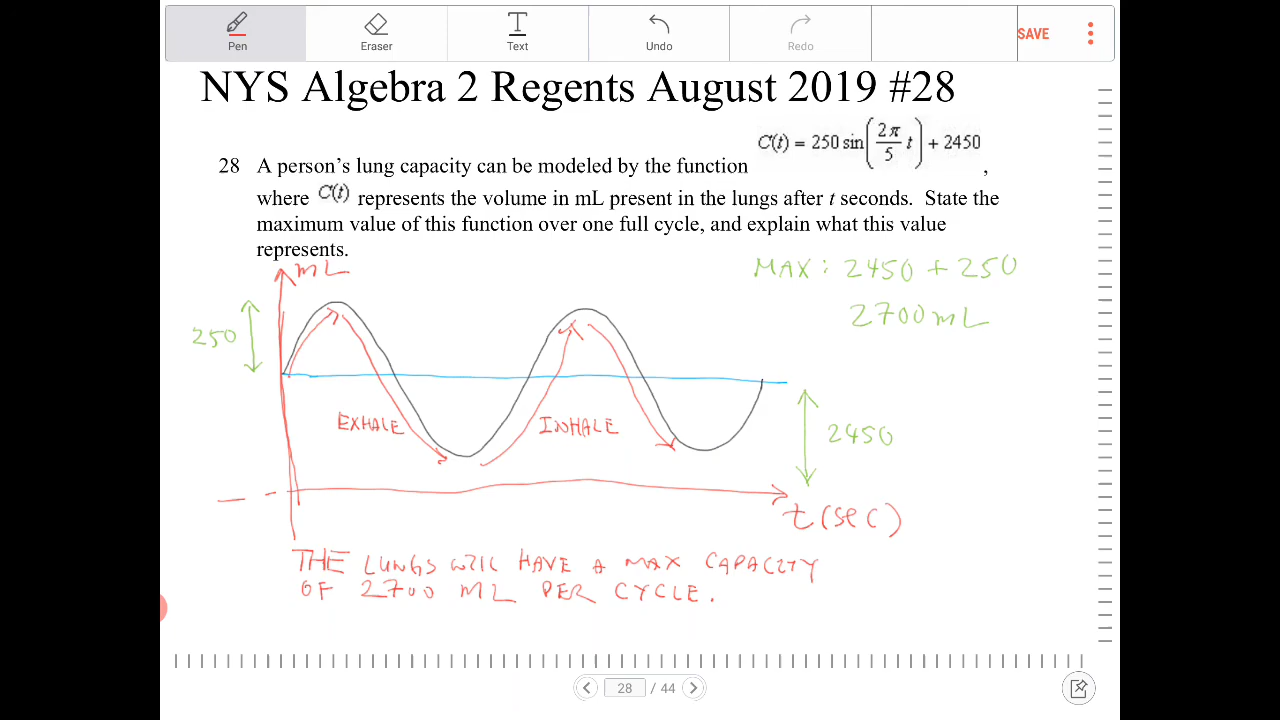 Pen
Eraser
Text
Undo
Redo
SAVE
NYS Algebra 2 Regents August 2019 #28
C(t) = 250 sin(2π/5 t) + 2450
28 A person's lung capacity can be modeled by the function ,
where C(t) represents the volume in mL present in the lungs after t seconds. State the
maximum value of this function over one full cycle, and explain what this value
represents.
mL
MAX: 2450 + 250
2700 mL
250
EXHALE
INHALE
2450
t (sec)
THE LUNGS WILL HAVE A MAX CAPACITY
OF 2700 ML PER CYCLE.
28 / 44